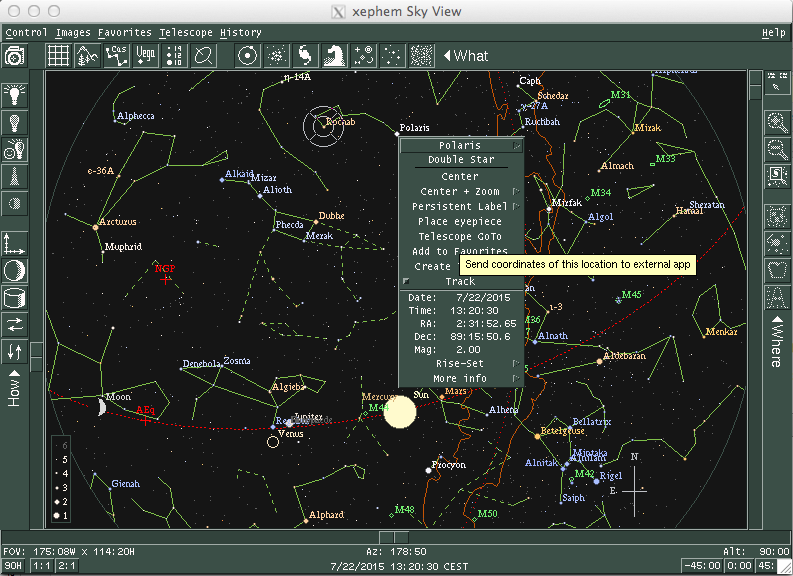 xephem Sky View
Control Images Favorites Telescope History Help
Cas Vega What
η-14A
Caph
Schedar
27A
M31
Ruchbah
Alphecca
Kochab
Polaris
Mirak
Polaris
Double Star
Center
Center + Zoom
Persistent Label
Place eyepiece
Telescope GoTo
Add to Favorites
Create
Track
Send coordinates of this location to external app
Date: 7/22/2015
Time: 13:20:30
RA: 2:31:52.65
Dec: 89:15:50.6
Mag: 2.00
Rise-Set
More info
M33
Almach
ε-36A
Alkaid
Mizar
Alioth
M34
Mirfak
Sheratan
Hamal
Algol
Arcturus
Dubhe
Phecda
Merak
Muphrid
NGP
M45
ι-3
M36
Alnath
Menkar
Aldebaran
Denebola
Zosma
Algieba
Moon
AEq
Mercury
Sun
Mars
M44
Jupiter
Venus
Alhena
Bellatrix
Betelgeuse
Mintaka
Alnilam
Alnitak
Rigel
M42
Saiph
Procyon
Gienah
Alphard
M48
M50
N
E
6
5
4
3
2
1
How
Where
FOV: 175:08W x 114:20H Az: 178:50 Alt: 90:00
90H 1:1 2:1 7/22/2015 13:20:30 CEST -45:00 0:00 45: